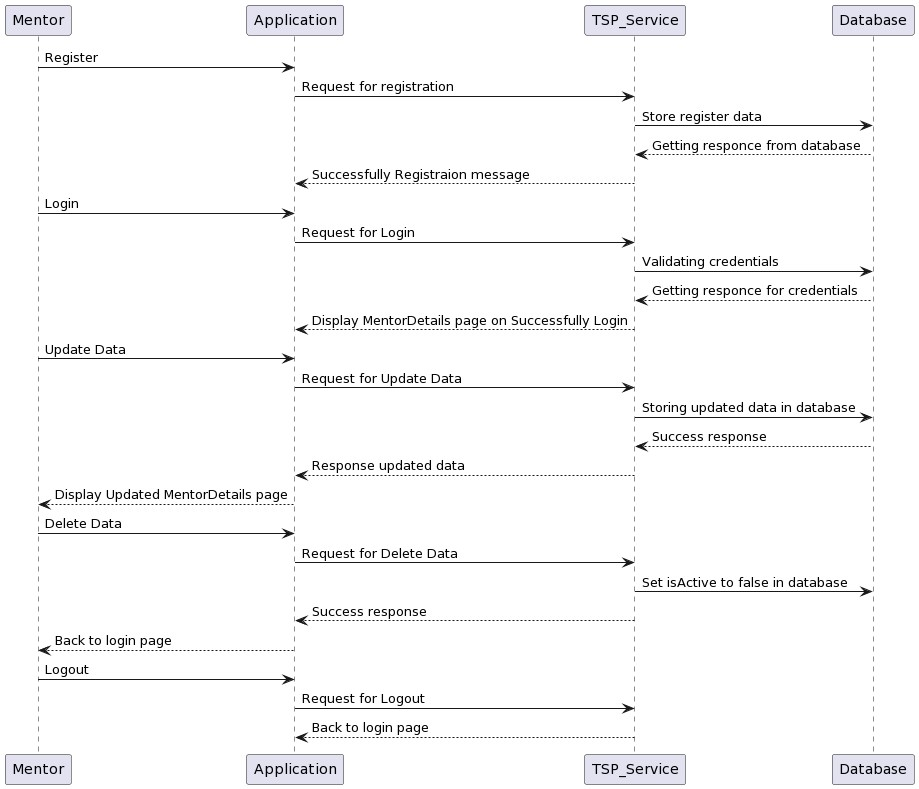 Mentor Application TSP_Service Database
Register
Request for registration
Store register data
Getting responce from database
Successfully Registraion message
Login
Request for Login
Validating credentials
Getting responce for credentials
Display MentorDetails page on Successfully Login
Update Data
Request for Update Data
Storing updated data in database
Success response
Response updated data
Display Updated MentorDetails page
Delete Data
Request for Delete Data
Set isActive to false in database
Success response
Back to login page
Logout
Request for Logout
Back to login page
Mentor Application TSP_Service Database